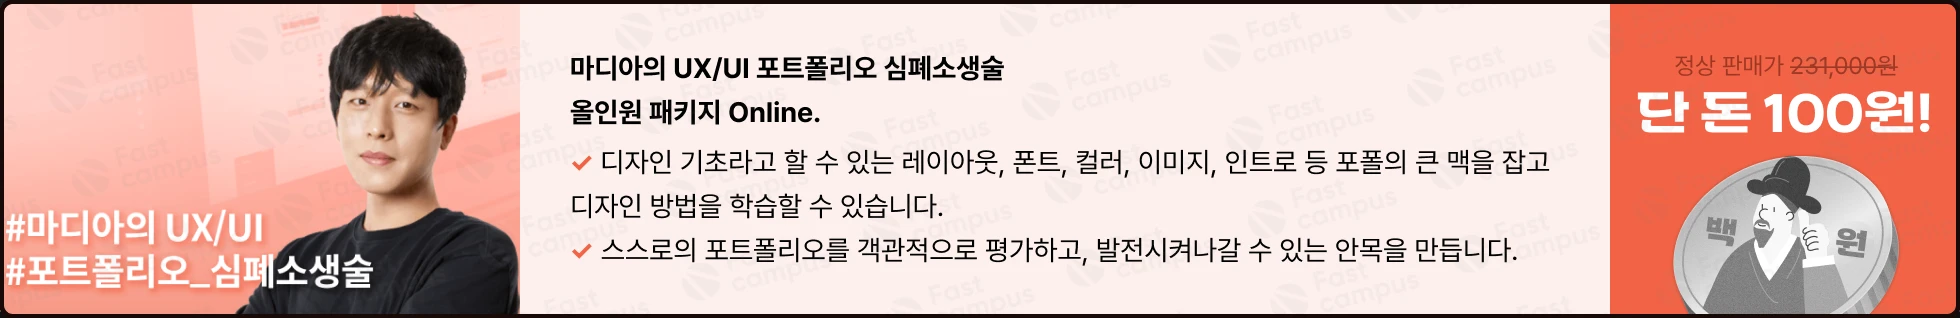 #마디아의 UX/UI
#포트폴리오_심폐소생술
마디아의 UX/UI 포트폴리오 심폐소생술
올인원 패키지 Online.
디자인 기초라고 할 수 있는 레이아웃, 폰트, 컬러, 이미지, 인트로 등 포폴의 큰 맥을 잡고
디자인 방법을 학습할 수 있습니다.
스스로의 포트폴리오를 객관적으로 평가하고, 발전시켜나갈 수 있는 안목을 만듭니다.
정상 판매가 231,000원
단 돈 100원!
백 원
Fast campus